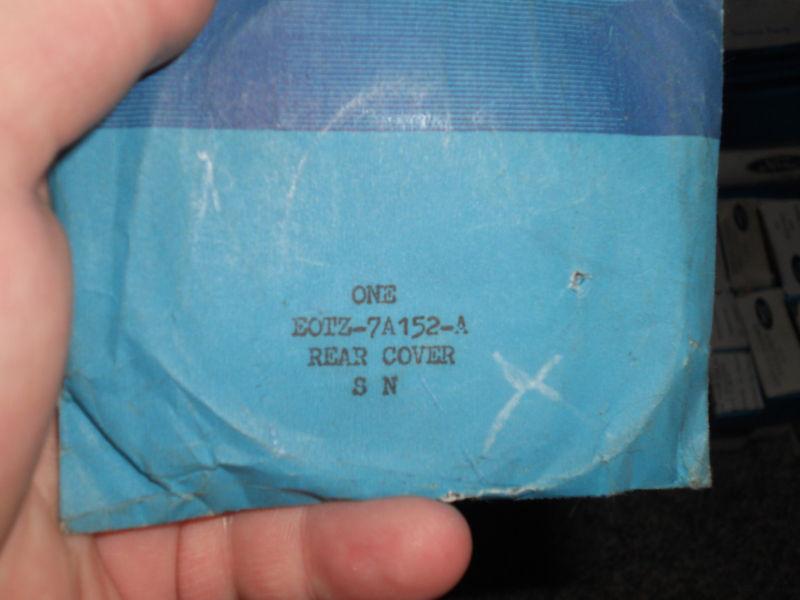 ONE
EOTZ-7A152-A
REAR COVER
S N